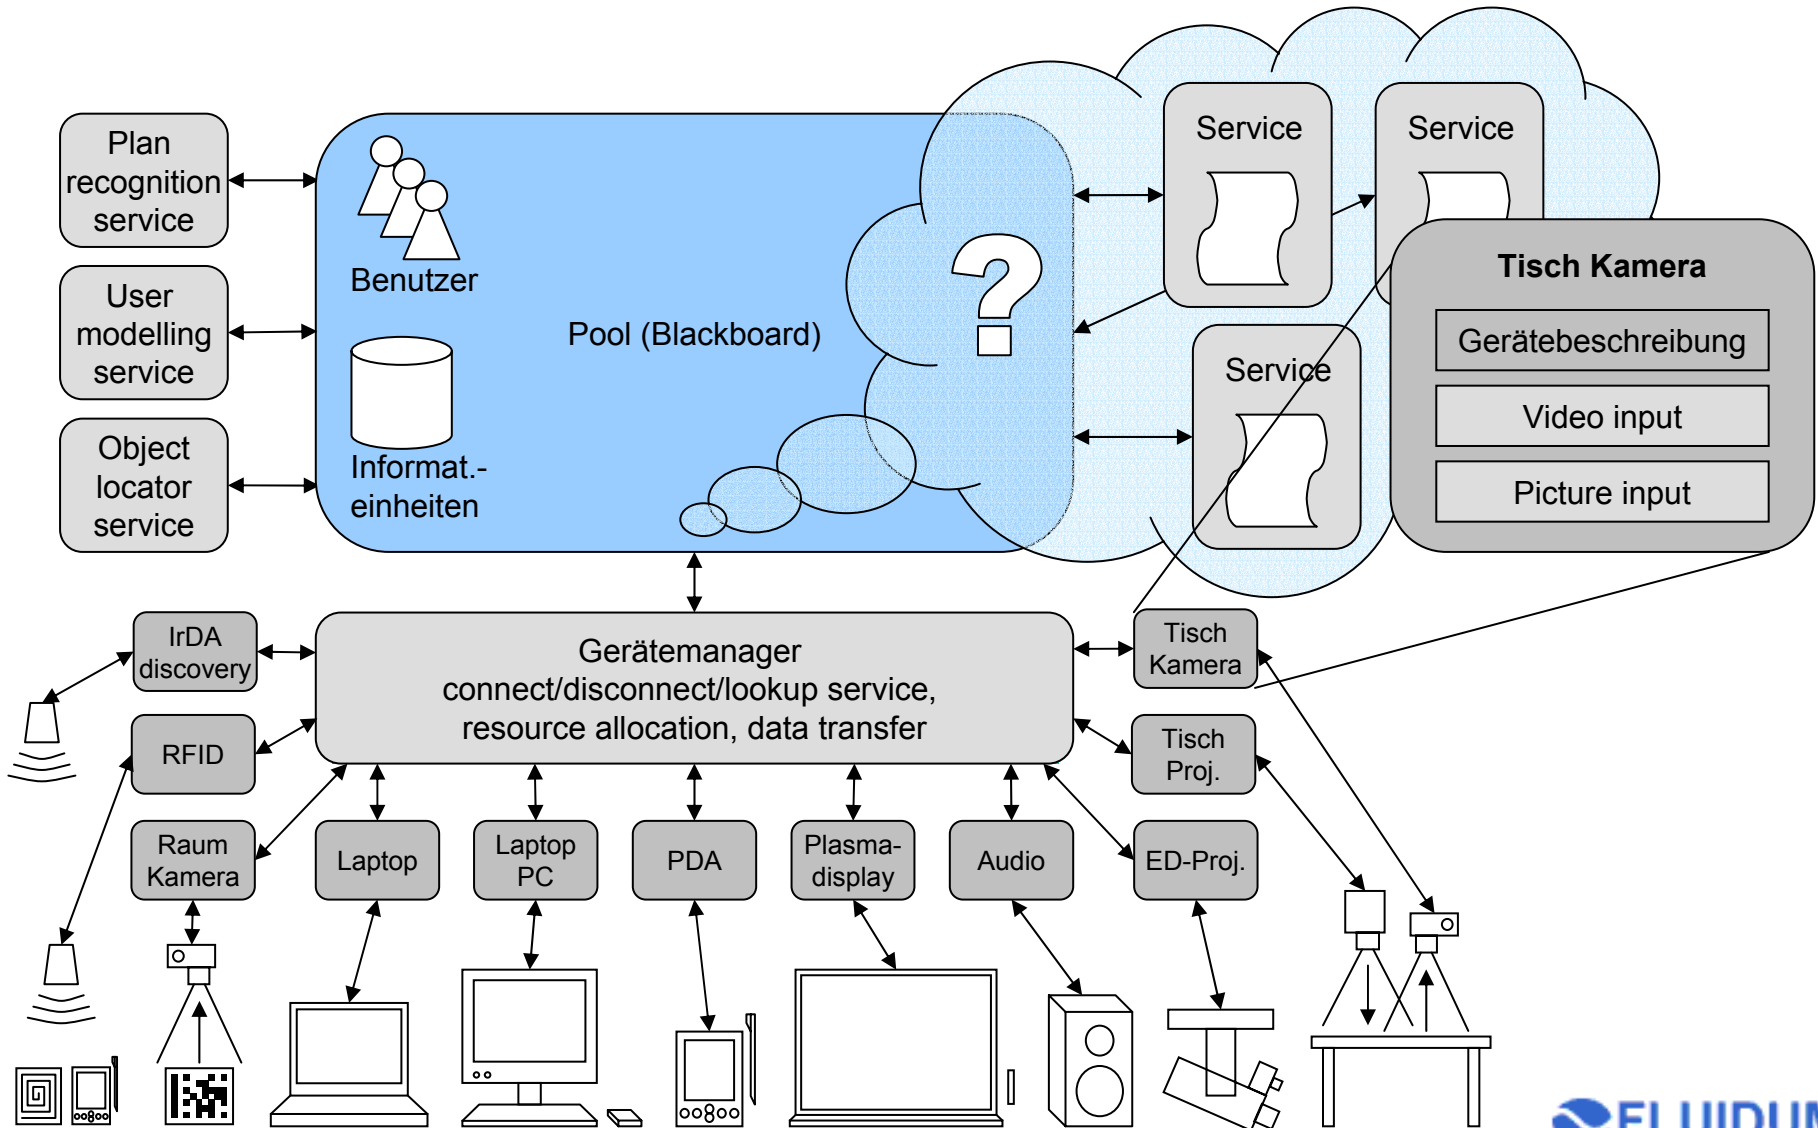 Plan
recognition
service
User
modelling
service
Object
locator
service
Benutzer
Informat.-
einheiten
Pool (Blackboard)
?
Service
Service
Service
Tisch Kamera
Gerätebeschreibung
Video input
Picture input
IrDA
discovery
RFID
Raum
Kamera
Gerätemanager
connect/disconnect/lookup service,
resource allocation, data transfer
Tisch
Kamera
Tisch
Proj.
Laptop
Laptop
PC
PDA
Plasma-
display
Audio
ED-Proj.
FLUIDUM